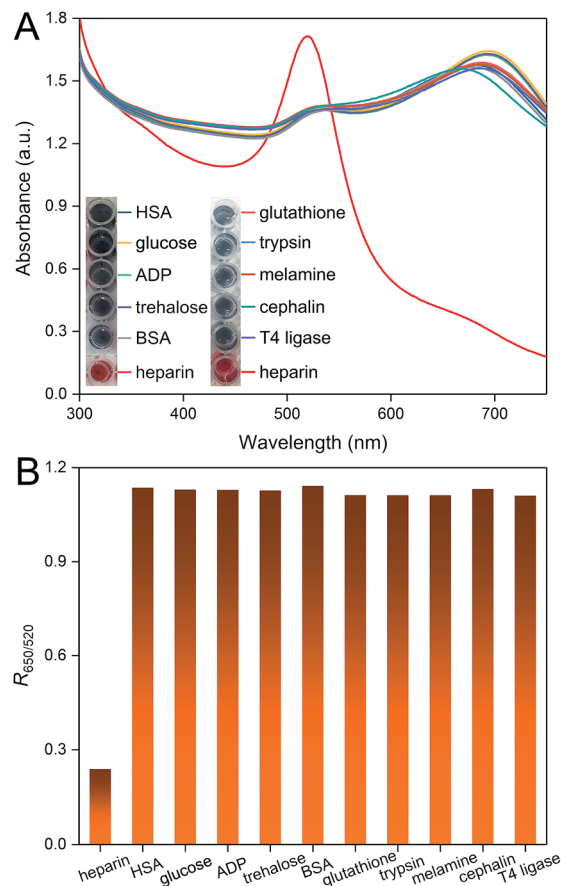 A
1.8
1.5
1.2
0.9
0.6
0.3
0.0
Absorbance (a.u.)
HSA
glucose
ADP
trehalose
BSA
heparin
glutathione
trypsin
melamine
cephalin
T4 ligase
heparin
300 400 500 600 700
Wavelength (nm)
B
1.2
0.9
0.6
0.3
0.0
R650/520
heparin HSA glucose ADP trehalose BSA glutathione trypsin melamine cephalin T4 ligase